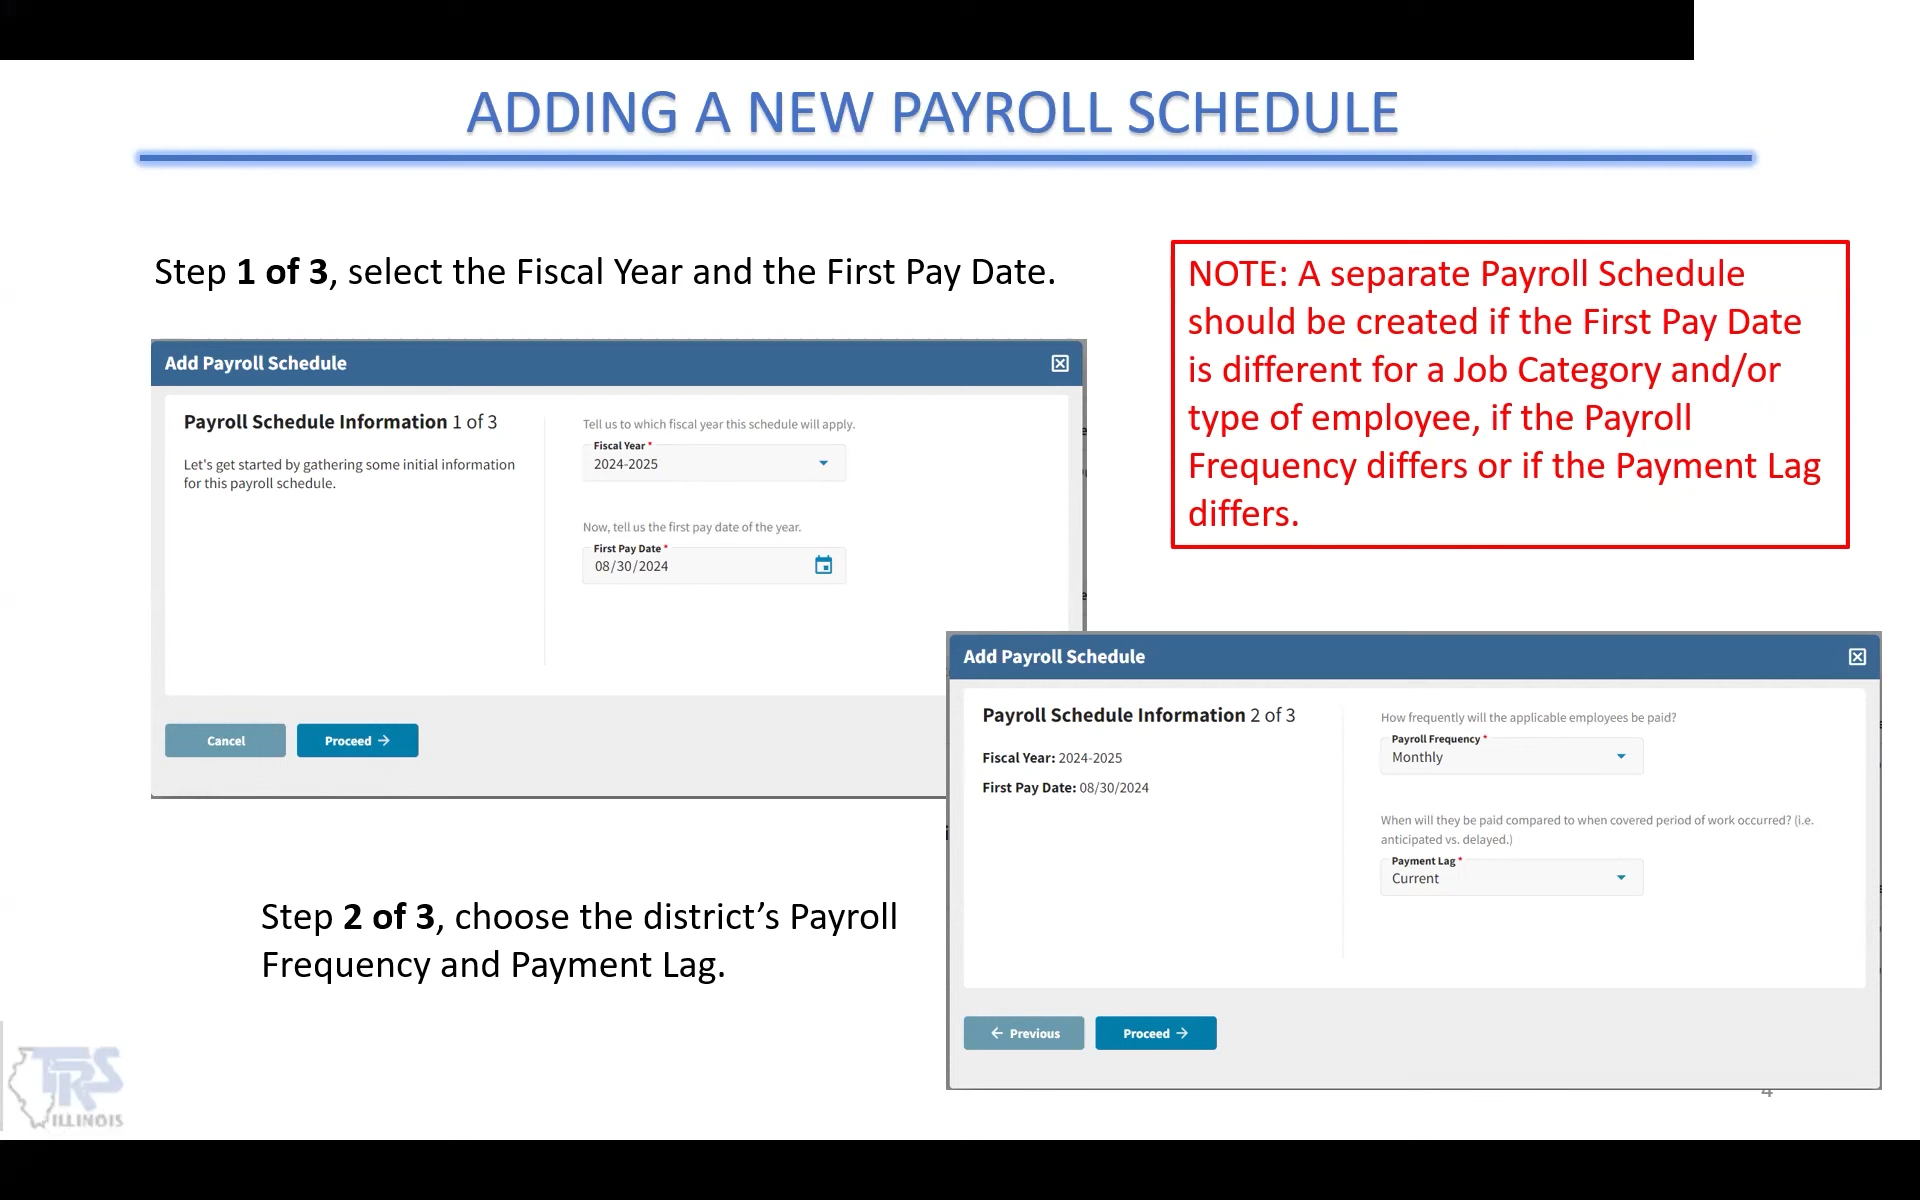 ADDING A NEW PAYROLL SCHEDULE
Step 1 of 3, select the Fiscal Year and the First Pay Date.
NOTE: A separate Payroll Schedule
should be created if the First Pay Date
is different for a Job Category and/or
type of employee, if the Payroll
Frequency differs or if the Payment Lag
differs.
Add Payroll Schedule
Payroll Schedule Information 1 of 3
Let's get started by gathering some initial information
for this payroll schedule.
Tell us to which fiscal year this schedule will apply.
Fiscal Year *
2024-2025
Now, tell us the first pay date of the year.
First Pay Date *
08/30/2024
Cancel
Proceed
Add Payroll Schedule
Payroll Schedule Information 2 of 3
Fiscal Year: 2024-2025
First Pay Date: 08/30/2024
How frequently will the applicable employees be paid?
Payroll Frequency *
Monthly
When will they be paid compared to when covered period of work occurred? (i.e.
anticipated vs. delayed.)
Payment Lag *
Current
Previous
Proceed
Step 2 of 3, choose the district's Payroll
Frequency and Payment Lag.
TRS
ILLINOIS
4